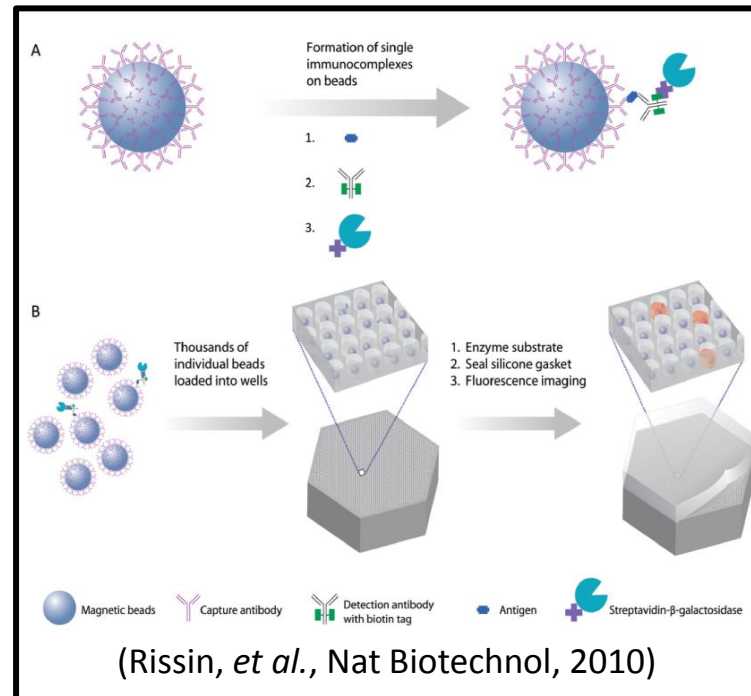 A
Formation of single
immunocomplexes
on beads
1.
2.
3.
B
Thousands of
individual beads
loaded into wells
1. Enzyme substrate
2. Seal silicone gasket
3. Fluorescence imaging
Magnetic beads
Capture antibody
Detection antibody
with biotin tag
Antigen
Streptavidin-β-galactosidase
(Rissin, et al., Nat Biotechnol, 2010)